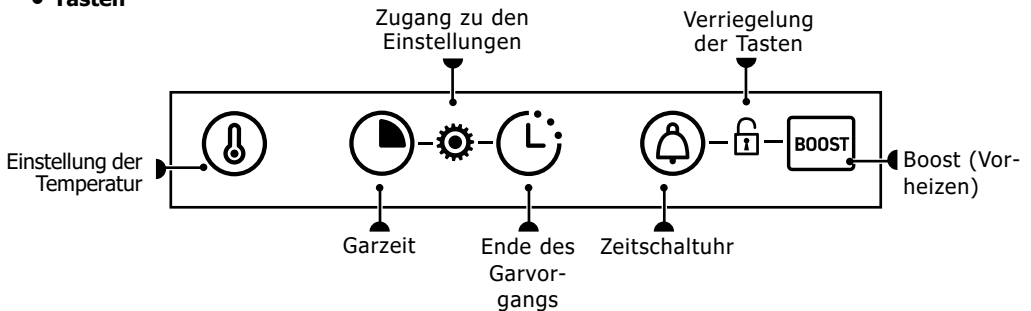 • Tasten
Zugang zu den
Einstellungen
Verriegelung
der Tasten
BOOST
Einstellung der
Temperatur
Boost (Vor-
heizen)
Garzeit
Ende des
Garvor-
gangs
Zeitschaltuhr